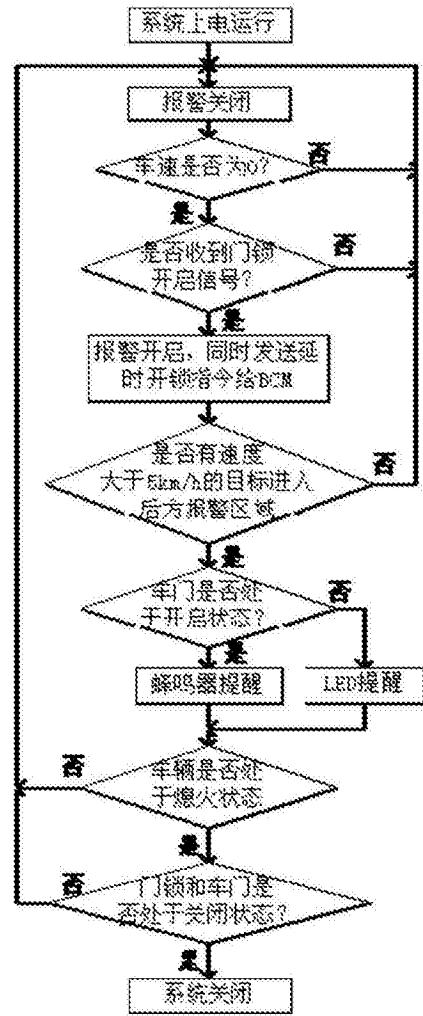 系统上电运行
报警关闭
车速是否为0?
否
是
是否收到门锁
开启信号?
否
是
报警开启、同时发送延
时开锁指令给BCM
是否有速度
大于5km/h的目标进入
后方报警区域
否
是
车门是否处
于开启状态?
否
是
蜂鸣器提醒
LED提醒
车辆是否处
于熄火状态
否
是
门锁和车门是
否处于关闭状态?
否
是
系统关闭